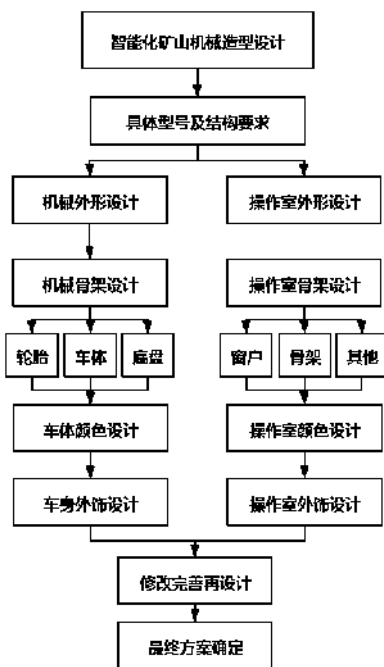 智能化矿山机械造型设计
具体型号及结构要求
机械外形设计
操作室外形设计
机械骨架设计
操作室骨架设计
轮胎
车体
底盘
窗户
骨架
其他
车体颜色设计
操作室颜色设计
车身外饰设计
操作室外饰设计
修改完善再设计
最终方案确定